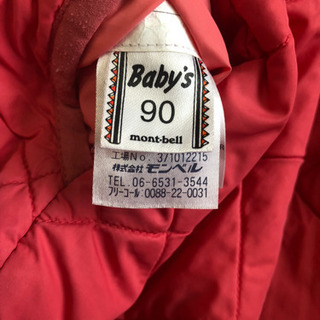 Baby's
90
mont-bell
工場No. 371012215
株式会社 モンベル
TEL. 06-6531-3544
フリーコール 0088-22-0031